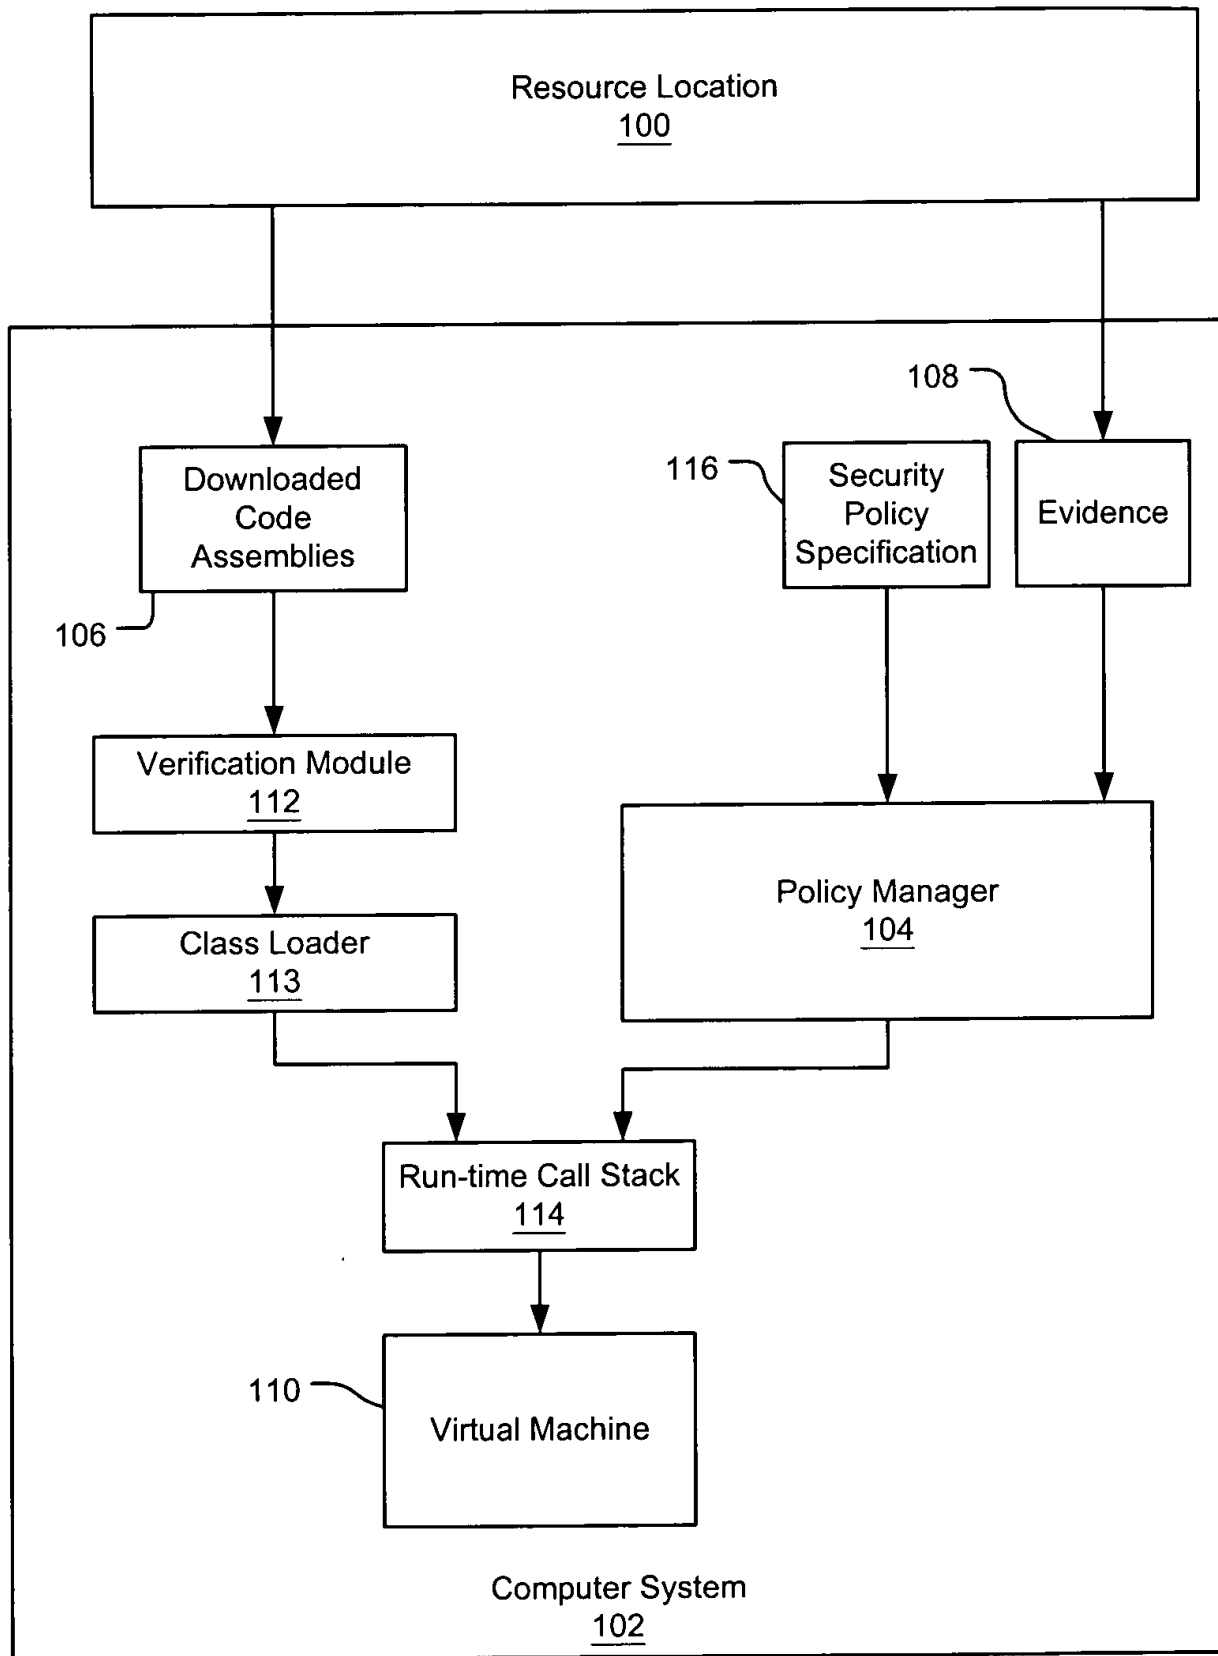 Resource Location
100
108
116
Downloaded
Code
Assemblies
Security
Policy
Specification
Evidence
106
Verification Module
112
Policy Manager
104
Class Loader
113
Run-time Call Stack
114
110
Virtual Machine
Computer System
102